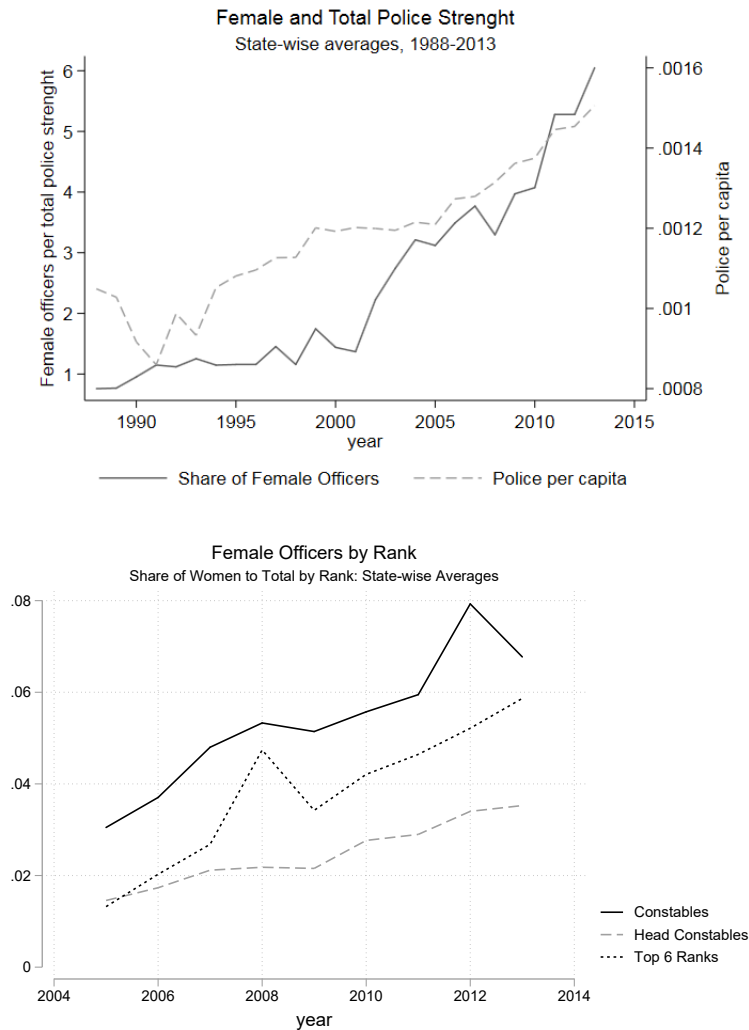 Female and Total Police Strenght
State-wise averages, 1988-2013
Female officers per total police strenght
6
5
4
3
2
1
.0016
.0014
.0012
.001
.0008
Police per capita
1990 1995 2000 2005 2010 2015
year
Share of Female Officers Police per capita
Female Officers by Rank
Share of Women to Total by Rank: State-wise Averages
.08
.06
.04
.02
0
Constables
Head Constables
Top 6 Ranks
2004 2006 2008 2010 2012 2014
year